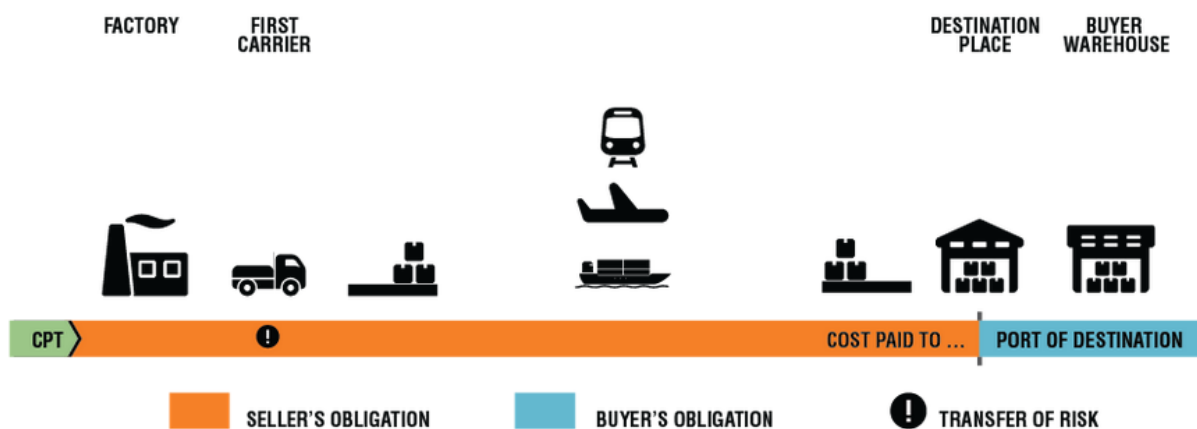 FACTORY
FIRST
CARRIER
DESTINATION
PLACE
BUYER
WAREHOUSE
CPT
!
COST PAID TO ...
PORT OF DESTINATION
SELLER'S OBLIGATION
BUYER'S OBLIGATION
!
TRANSFER OF RISK